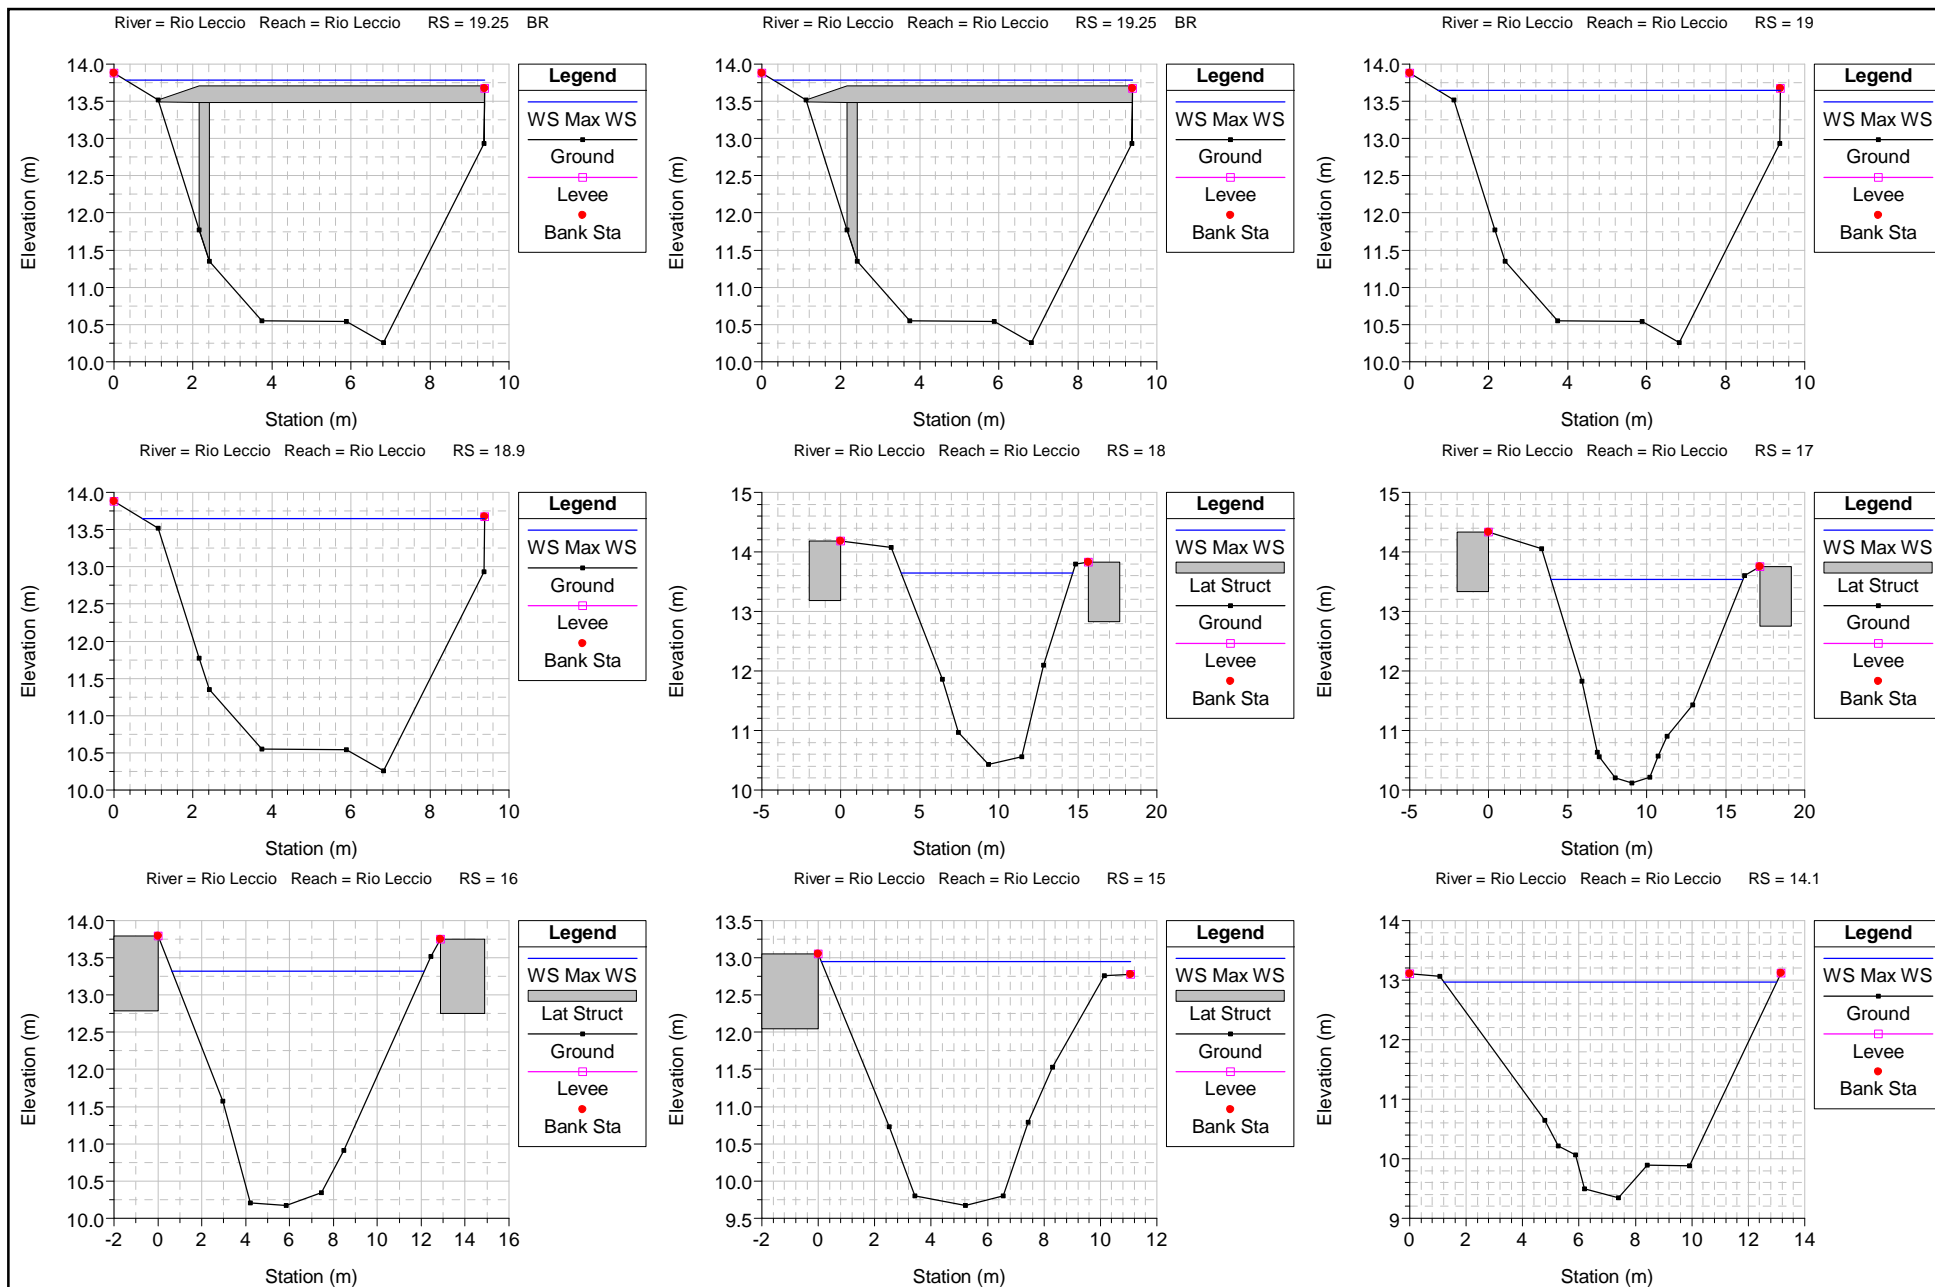 River = Rio Leccio Reach = Rio Leccio RS = 19.25 BR
14.0
13.5
13.0
12.5
12.0
11.5
11.0
10.5
10.0
0 2 4 6 8 10
Elevation (m)
Station (m)
Legend
WS Max WS
Ground
Levee
Bank Sta
River = Rio Leccio Reach = Rio Leccio RS = 19.25 BR
14.0
13.5
13.0
12.5
12.0
11.5
11.0
10.5
10.0
0 2 4 6 8 10
Elevation (m)
Station (m)
Legend
WS Max WS
Ground
Levee
Bank Sta
River = Rio Leccio Reach = Rio Leccio RS = 19
14.0
13.5
13.0
12.5
12.0
11.5
11.0
10.5
10.0
0 2 4 6 8 10
Elevation (m)
Station (m)
Legend
WS Max WS
Ground
Levee
Bank Sta
River = Rio Leccio Reach = Rio Leccio RS = 18.9
14.0
13.5
13.0
12.5
12.0
11.5
11.0
10.5
10.0
0 2 4 6 8 10
Elevation (m)
Station (m)
Legend
WS Max WS
Ground
Levee
Bank Sta
River = Rio Leccio Reach = Rio Leccio RS = 18
15
14
13
12
11
10
-5 0 5 10 15 20
Elevation (m)
Station (m)
Legend
WS Max WS
Lat Struct
Ground
Levee
Bank Sta
River = Rio Leccio Reach = Rio Leccio RS = 17
15
14
13
12
11
10
-5 0 5 10 15 20
Elevation (m)
Station (m)
Legend
WS Max WS
Lat Struct
Ground
Levee
Bank Sta
River = Rio Leccio Reach = Rio Leccio RS = 16
14.0
13.5
13.0
12.5
12.0
11.5
11.0
10.5
10.0
-2 0 2 4 6 8 10 12 14 16
Elevation (m)
Station (m)
Legend
WS Max WS
Lat Struct
Ground
Levee
Bank Sta
River = Rio Leccio Reach = Rio Leccio RS = 15
13.5
13.0
12.5
12.0
11.5
11.0
10.5
10.0
9.5
-2 0 2 4 6 8 10 12
Elevation (m)
Station (m)
Legend
WS Max WS
Lat Struct
Ground
Levee
Bank Sta
River = Rio Leccio Reach = Rio Leccio RS = 14.1
14
13
12
11
10
9
0 2 4 6 8 10 12 14
Elevation (m)
Station (m)
Legend
WS Max WS
Ground
Levee
Bank Sta